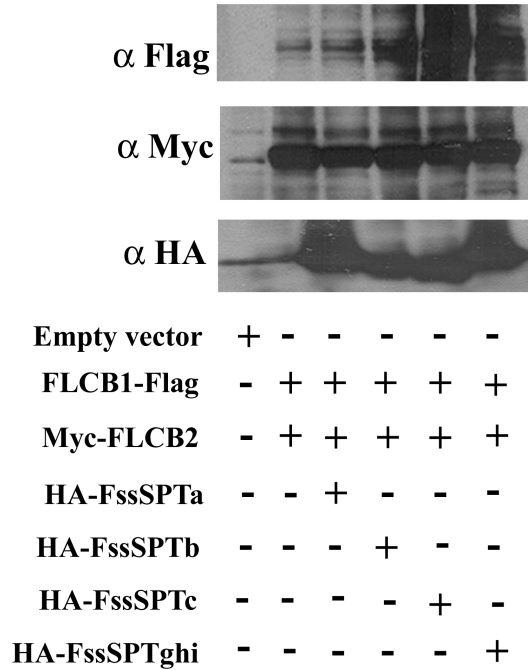 α Flag
α Myc
α HA
Empty vector + - - - - -
FLCB1-Flag - + + + + +
Myc-FLCB2 - + + + + +
HA-FssSPTa - - + - - -
HA-FssSPTb - - - + - -
HA-FssSPTc - - - - + -
HA-FssSPTghi - - - - - +